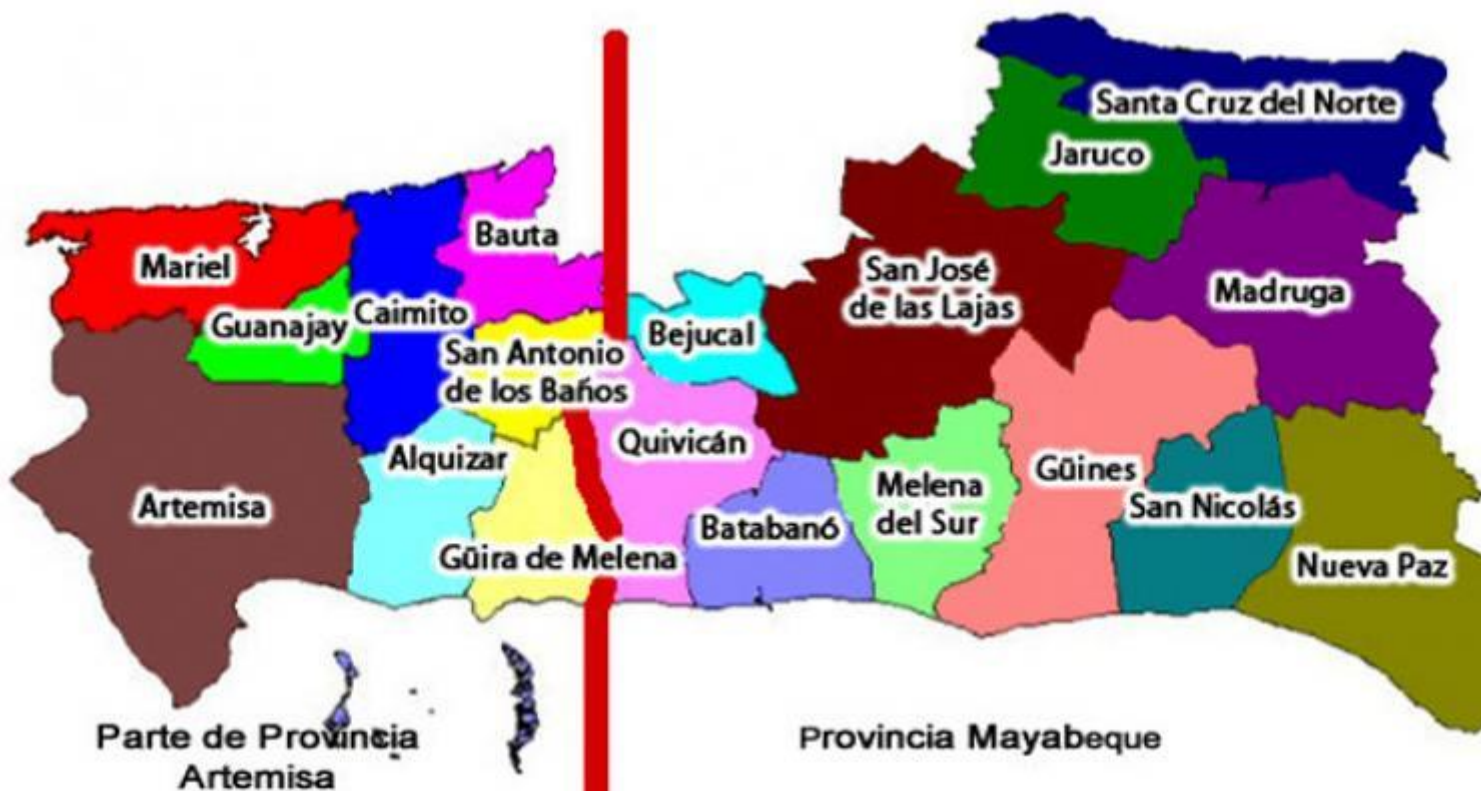 Santa Cruz del Norte
Jaruco
Bauta
Mariel
San José
de las Lajas
Madruga
Guanajay
Caimito
Bejucal
San Antonio
de los Baños
Quivicán
Alquizar
Güines
Melena
del Sur
Artemisa
San Nicolás
Batabanó
Güira de Melena
Nueva Paz
Parte de Provincia
Artemisa
Provincia Mayabeque